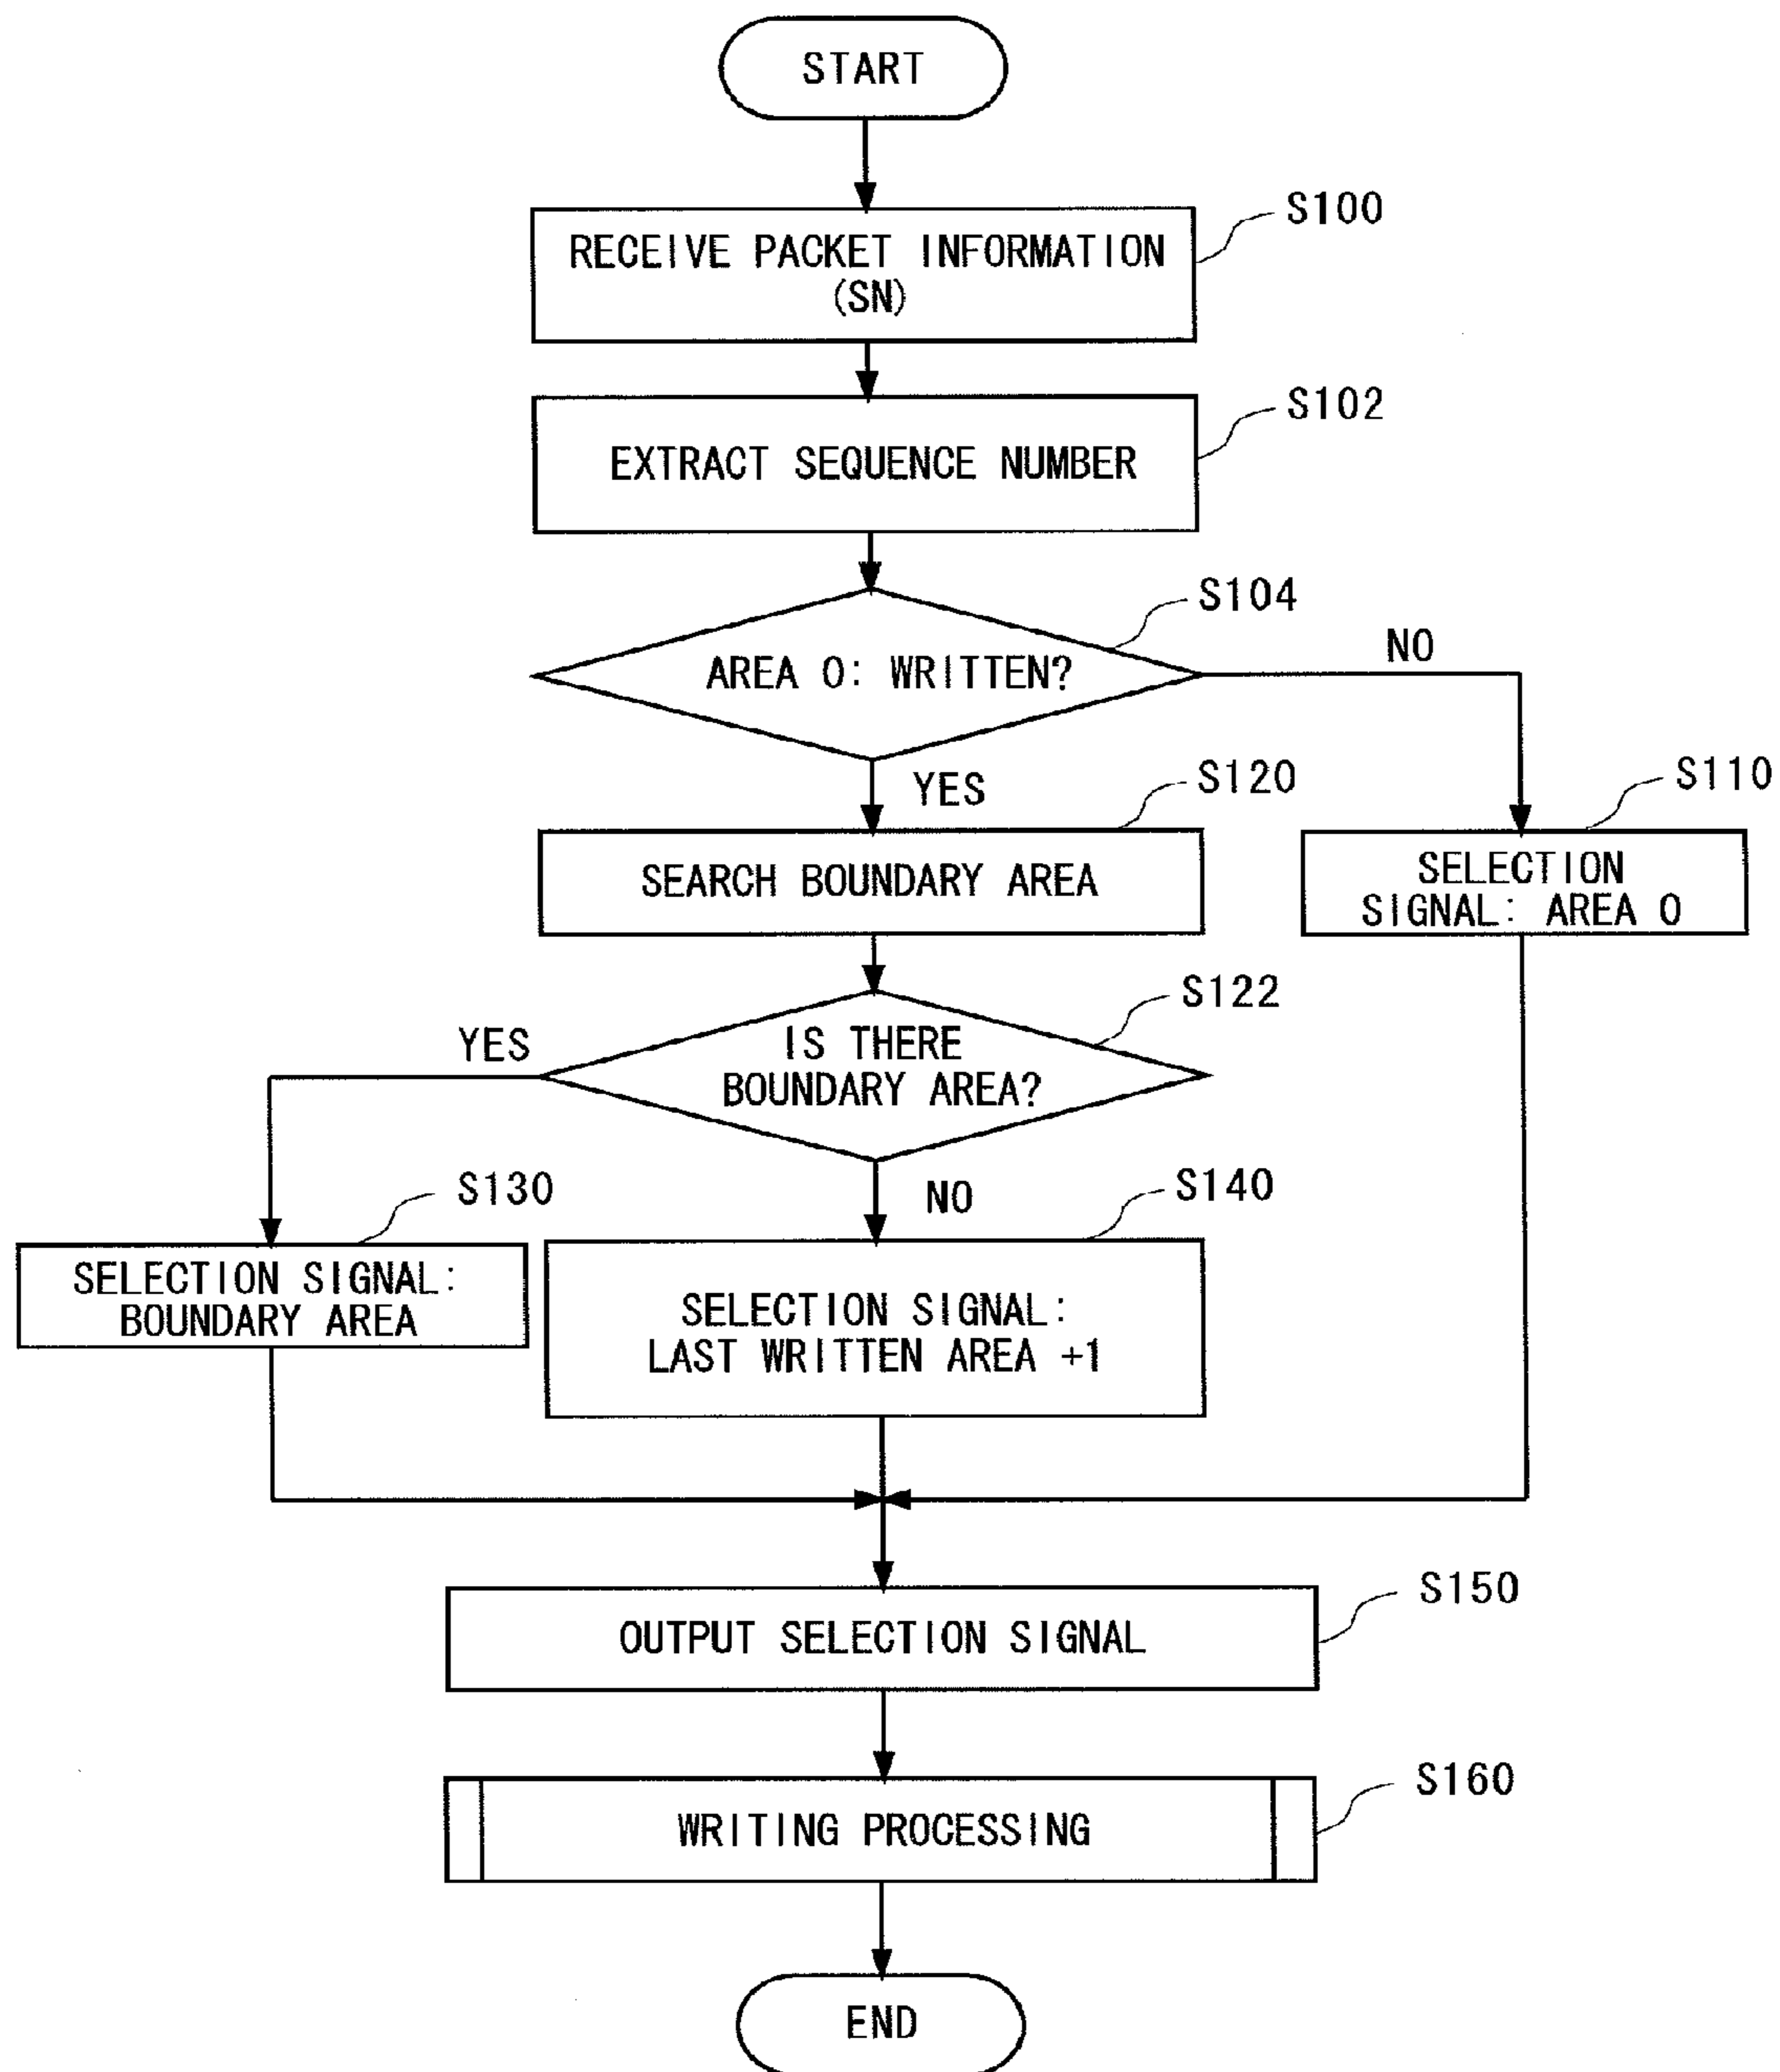 START
S100
RECEIVE PACKET INFORMATION
(SN)
S102
EXTRACT SEQUENCE NUMBER
S104
AREA 0: WRITTEN?
NO
YES
S120
S110
SEARCH BOUNDARY AREA
SELECTION
SIGNAL: AREA 0
S122
YES
IS THERE
BOUNDARY AREA?
S130
NO
S140
SELECTION SIGNAL:
BOUNDARY AREA
SELECTION SIGNAL:
LAST WRITTEN AREA +1
S150
OUTPUT SELECTION SIGNAL
S160
WRITING PROCESSING
END